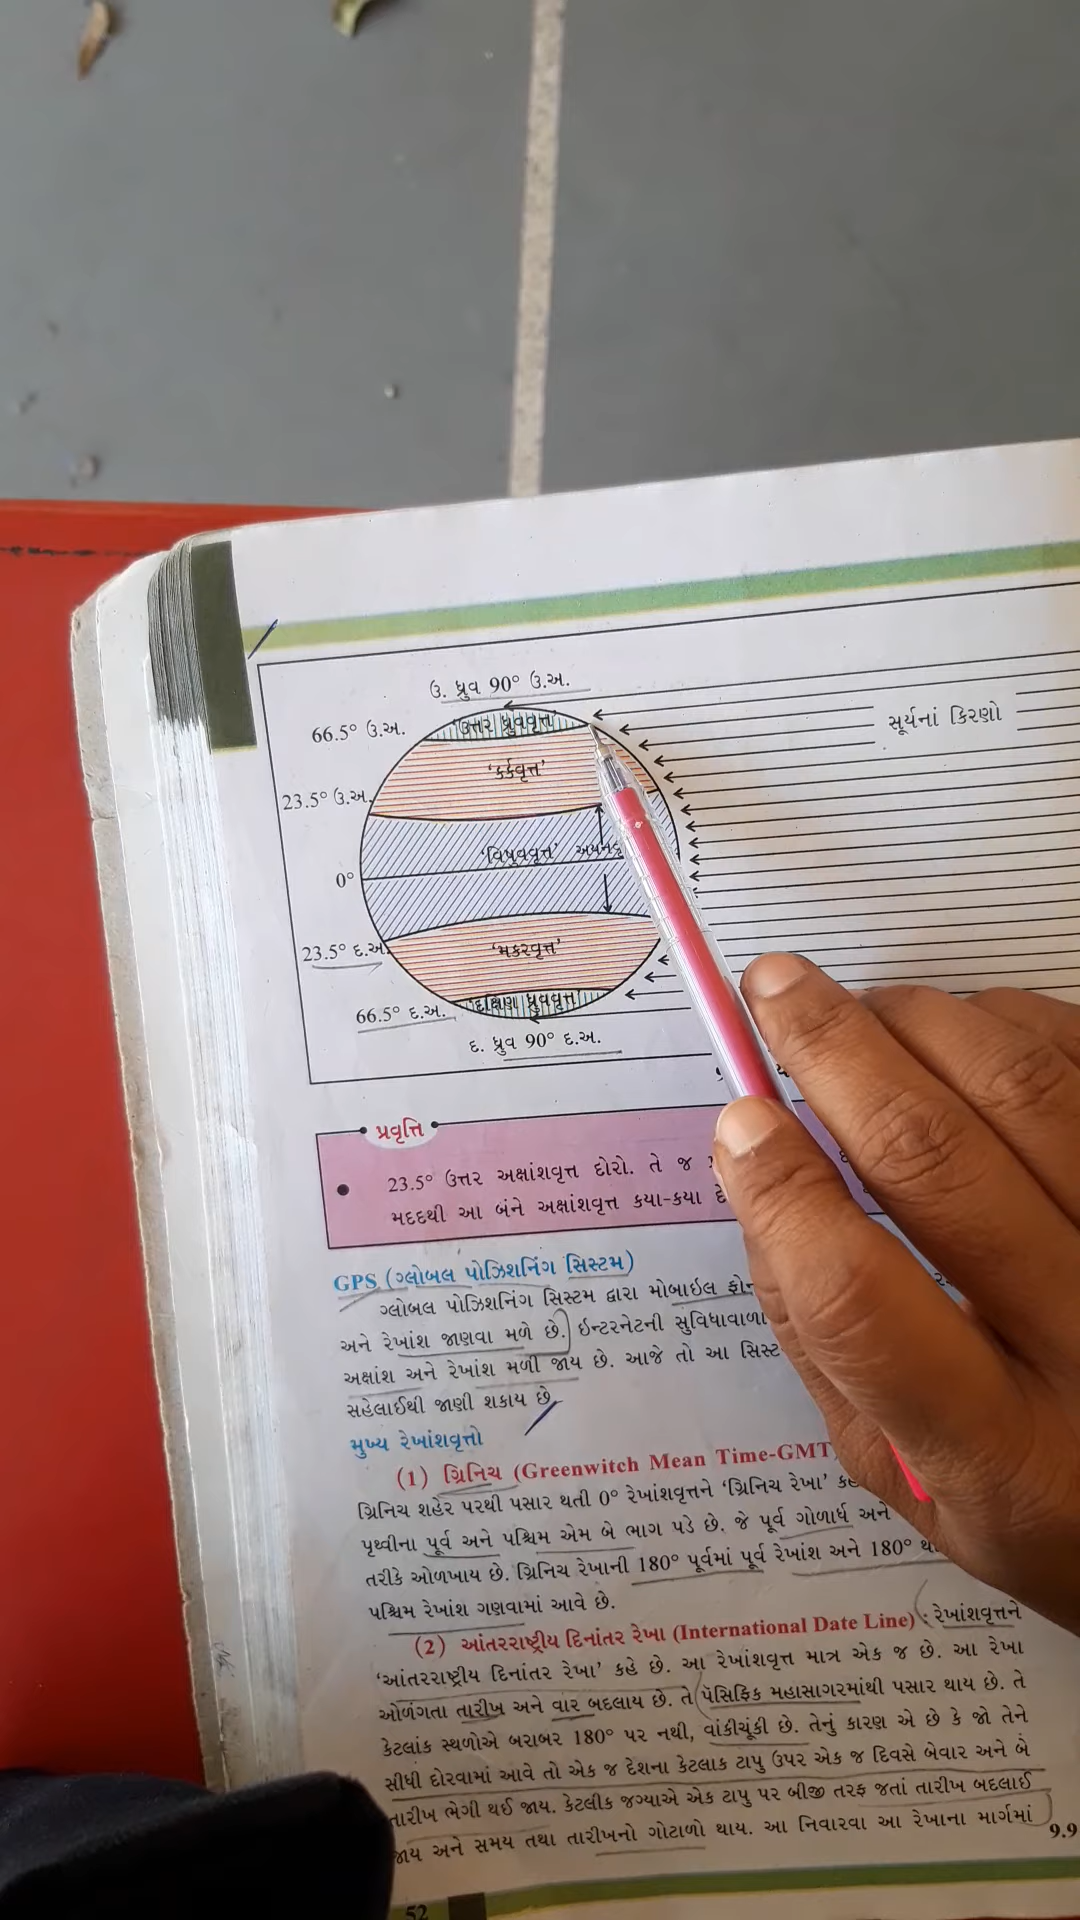 ઉ. ધ્રુવ 90° ઉ.અ.
66.5° ઉ.અ.
'ઉત્તર ધ્રુવવૃત્ત'
સૂર્યનાં કિરણો
'કર્કવૃત્ત'
23.5° ઉ.અ.
'વિષુવવૃત્ત'
0°
23.5° દ.અ.
'મકરવૃત્ત'
66.5° દ.અ.
'દક્ષિણ ધ્રુવવૃત્ત'
દ. ધ્રુવ 90° દ.અ.
પ્રવૃત્તિ
• 23.5° ઉત્તર અક્ષાંશવૃત્ત દોરો. તે જ
મદદથી આ બંને અક્ષાંશવૃત્ત કયા-કયા
GPS (ગ્લોબલ પોઝિશનિંગ સિસ્ટમ)
ગ્લોબલ પોઝિશનિંગ સિસ્ટમ દ્વારા મોબાઇલ
અને રેખાંશ જાણવા મળે છે. ઇન્ટરનેટની સુવિધાવાળા
અક્ષાંશ અને રેખાંશ મળી જાય છે. આજે તો આ
સહેલાઈથી જાણી શકાય છે.
મુખ્ય રેખાંશવૃત્તો
(1) ગ્રિનિચ (Greenwitch Mean Time-GMT)
ગ્રિનિચ શહેર પરથી પસાર થતી 0° રેખાંશવૃત્તને 'ગ્રિનિચ રેખા'
પૃથ્વીના પૂર્વ અને પશ્ચિમ એમ બે ભાગ પડે છે. જે પૂર્વ ગોળાર્ધ અને
તરીકે ઓળખાય છે. ગ્રિનિચ રેખાની 180° પૂર્વમાં પૂર્વ રેખાંશ અને 180°
પશ્ચિમ રેખાંશ ગણવામાં આવે છે.
(2) આંતરરાષ્ટ્રીય દિનાંતર રેખા (International Date Line) : રેખાંશવૃત્તને
'આંતરરાષ્ટ્રીય દિનાંતર રેખા' કહે છે. આ રેખાંશવૃત્ત માત્ર એક જ છે. આ રેખા
ઓળંગતા તારીખ અને વાર બદલાય છે. તે પૅસિફિક મહાસાગરમાંથી પસાર થાય છે. તે
કેટલાંક સ્થળોએ બરાબર 180° પર નથી, વાંકીચૂંકી છે. તેનું કારણ એ છે કે જો તેને
સીધી દોરવામાં આવે તો એક જ દેશના કેટલાક ટાપુ ઉપર એક જ દિવસે બેવાર અને બે
તારીખ ભેગી થઈ જાય. કેટલીક જગ્યાએ એક ટાપુ પર બીજી તરફ જતાં તારીખ બદલાઈ
જાય અને સમય તથા તારીખનો ગોટાળો થાય. આ નિવારવા આ રેખાના માર્ગમાં
9.9
52